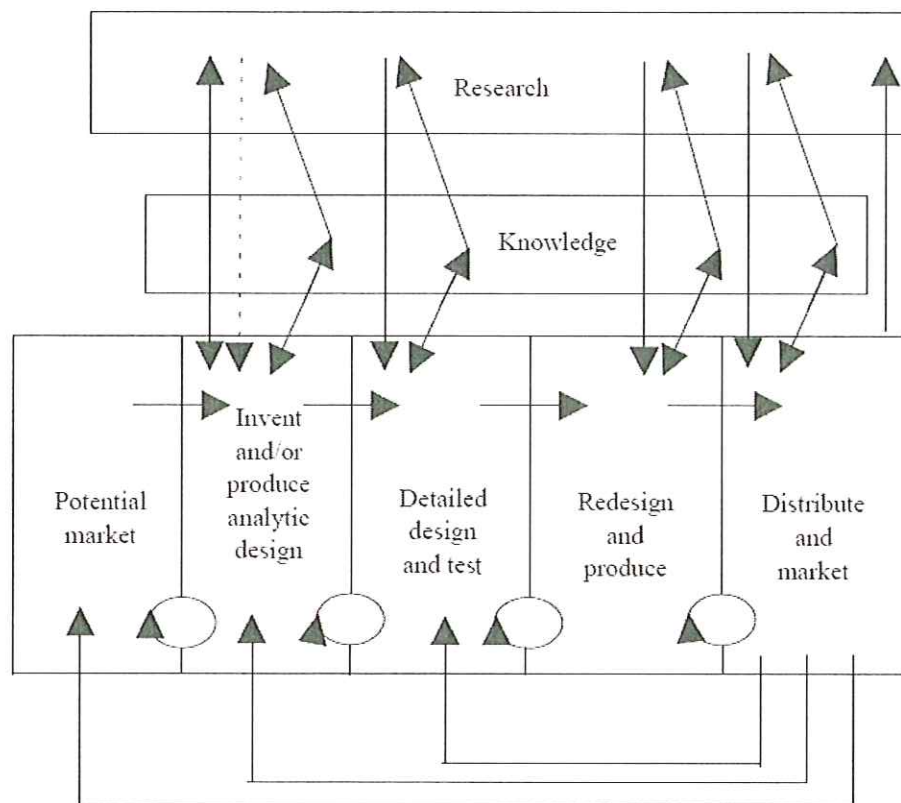 Research
Knowledge
Potential
market
Invent
and/or
produce
analytic
design
Detailed
design
and test
Redesign
and
produce
Distribute
and
market